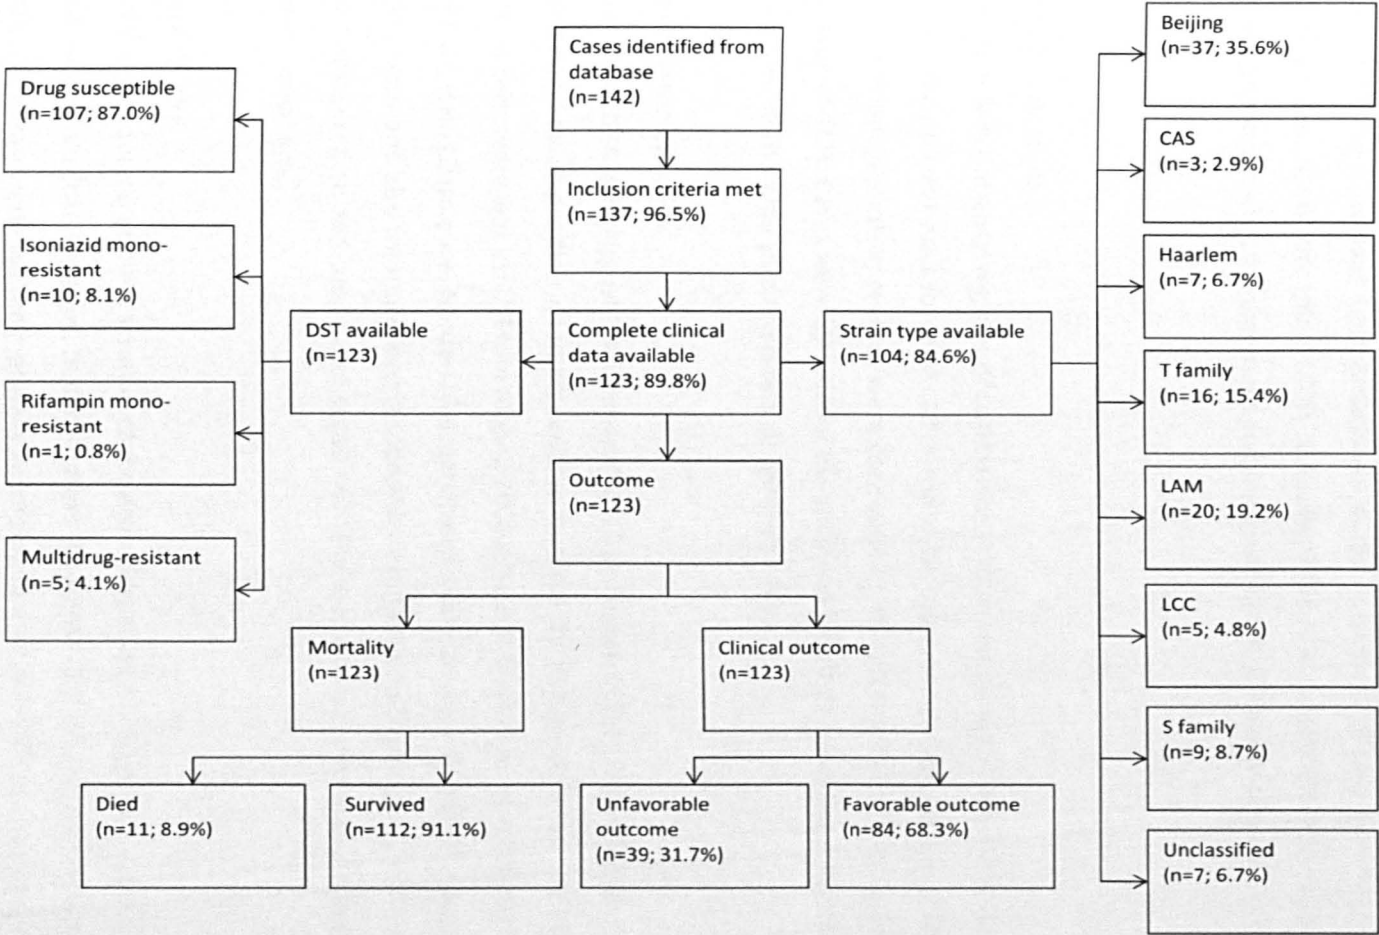 Cases identified from
database
(n=142)
Inclusion criteria met
(n=137; 96.5%)
Complete clinical
data available
(n=123; 89.8%)
DST available
(n=123)
Drug susceptible
(n=107; 87.0%)
Isoniazid mono-
resistant
(n=10; 8.1%)
Rifampin mono-
resistant
(n=1; 0.8%)
Multidrug-resistant
(n=5; 4.1%)
Strain type available
(n=104; 84.6%)
Beijing
(n=37; 35.6%)
CAS
(n=3; 2.9%)
Haarlem
(n=7; 6.7%)
T family
(n=16; 15.4%)
LAM
(n=20; 19.2%)
LCC
(n=5; 4.8%)
S family
(n=9; 8.7%)
Unclassified
(n=7; 6.7%)
Outcome
(n=123)
Mortality
(n=123)
Clinical outcome
(n=123)
Died
(n=11; 8.9%)
Survived
(n=112; 91.1%)
Unfavorable
outcome
(n=39; 31.7%)
Favorable outcome
(n=84; 68.3%)